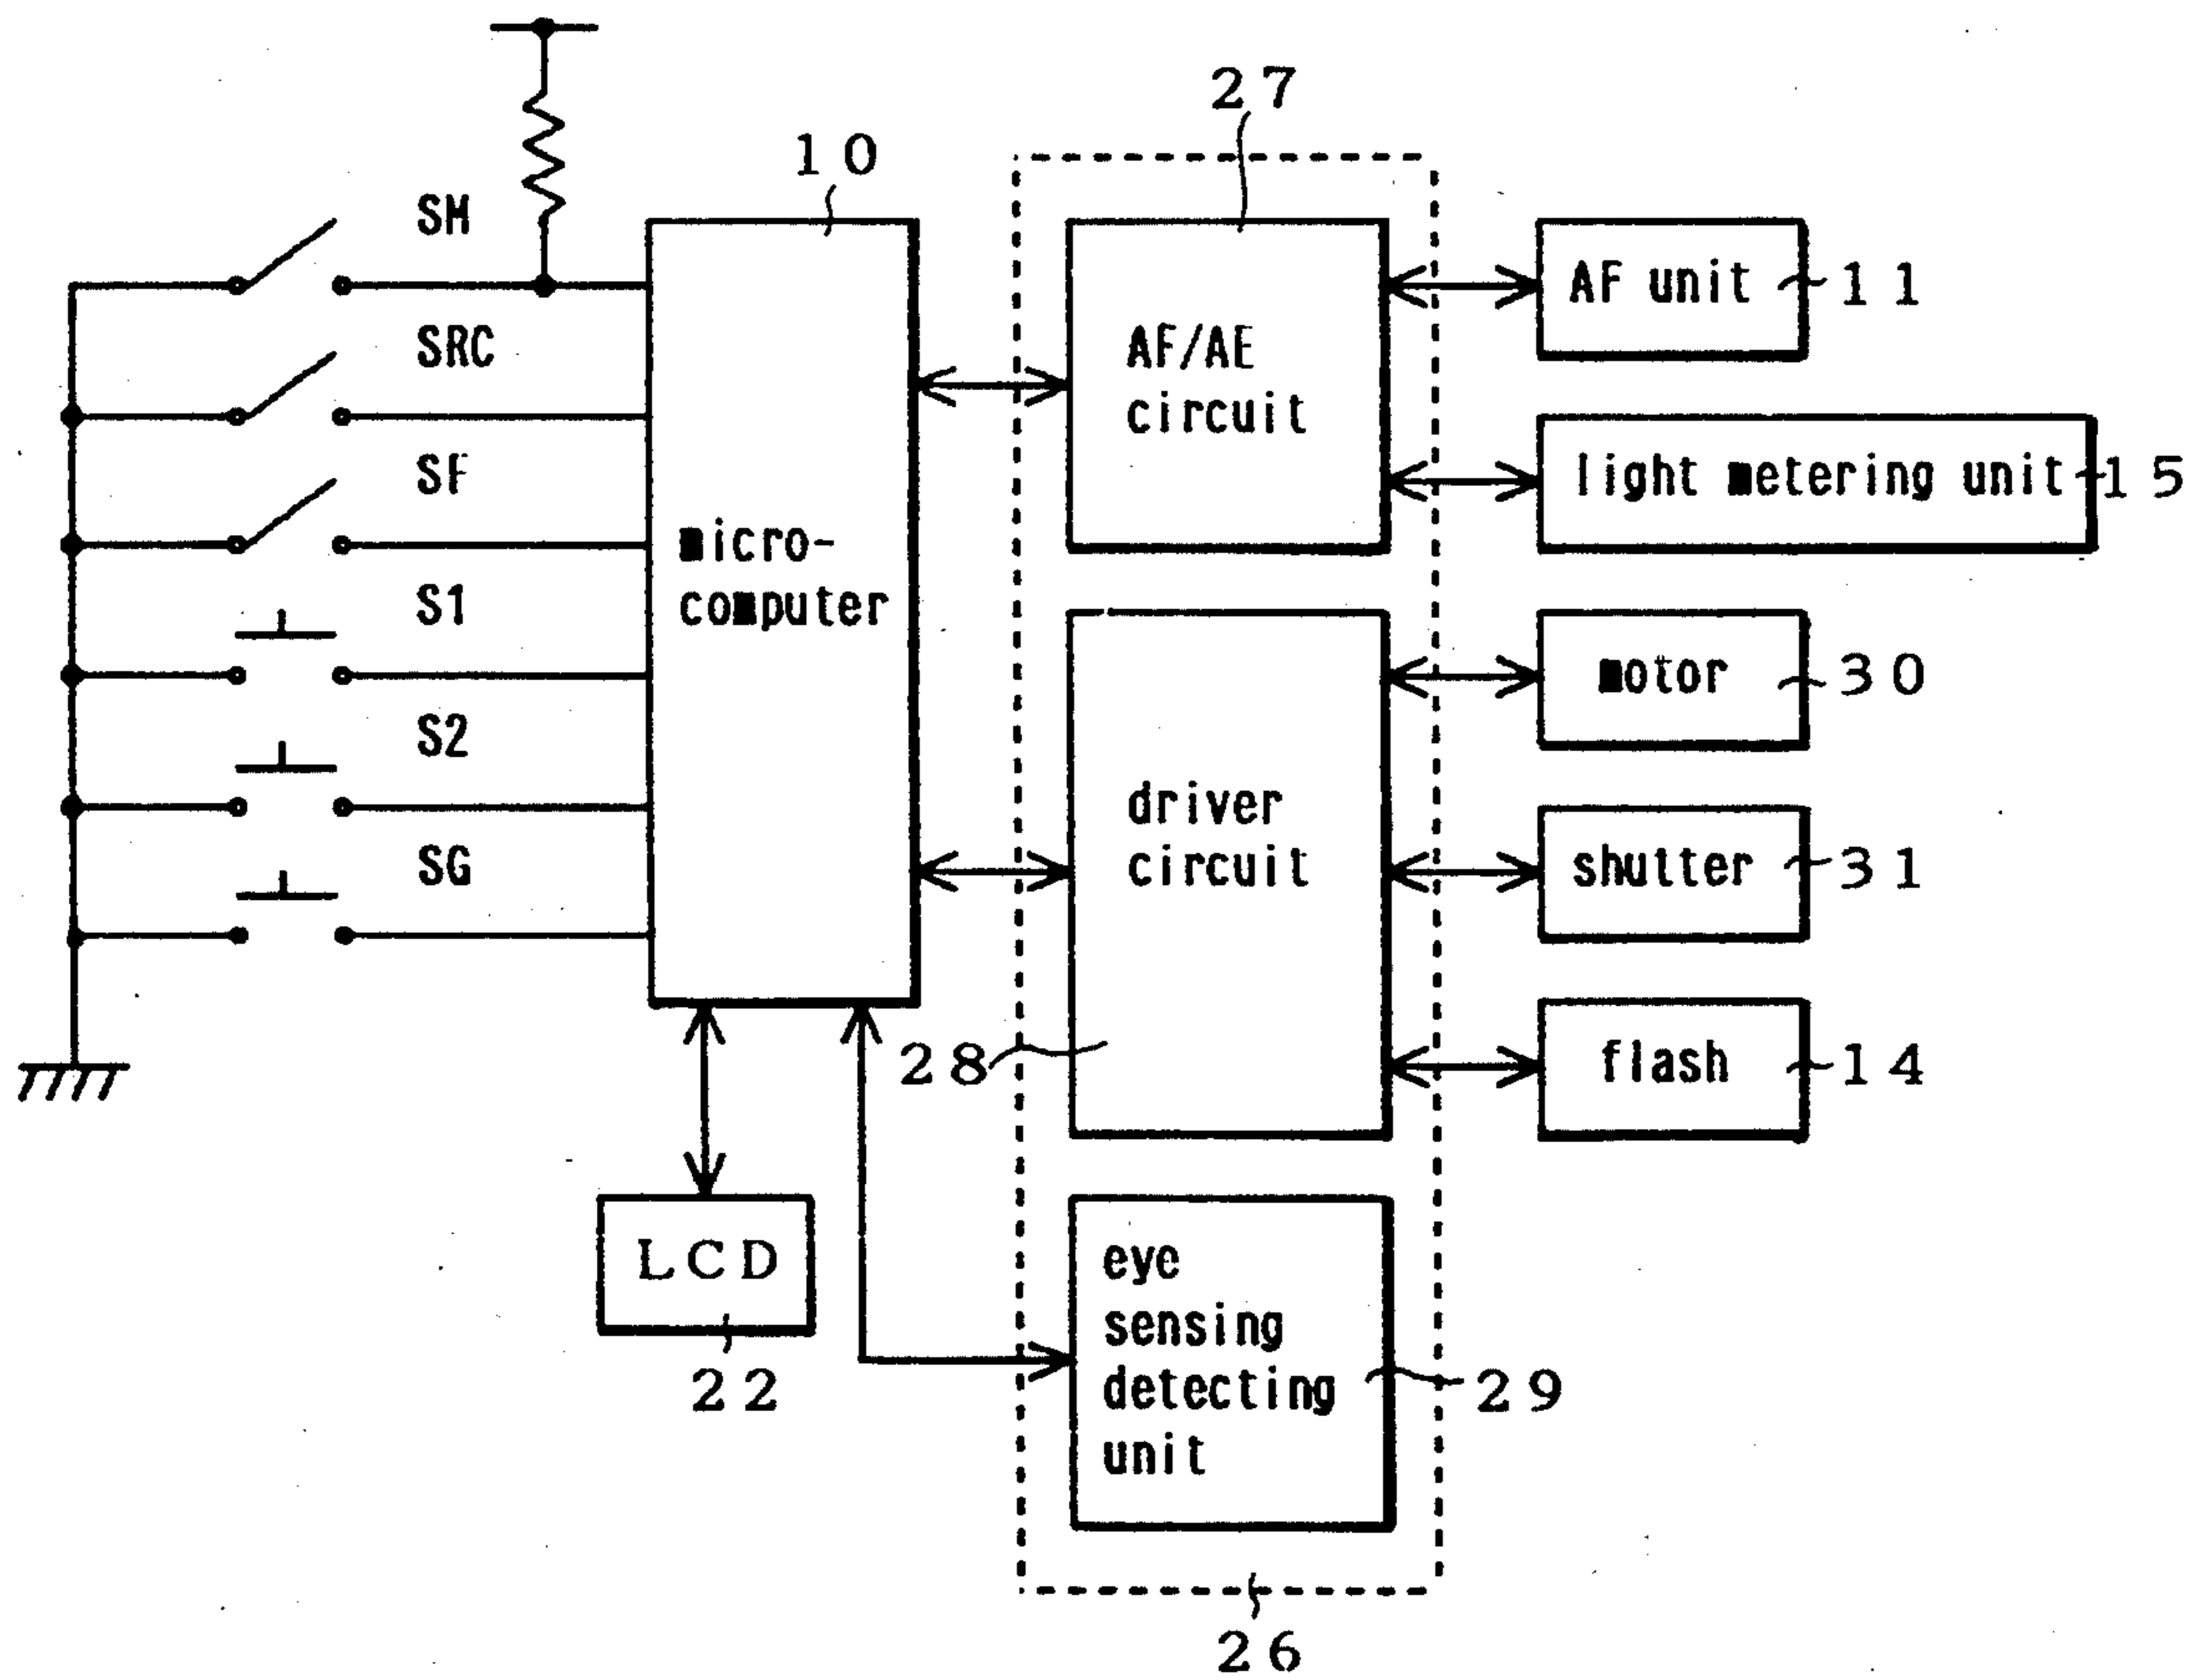 27
10
SM
AF unit
11
SRC
AF/AE
circuit
SF
light metering unit
15
micro-
computer
S1
motor
30
S2
driver
circuit
shutter
31
SG
28
flash
14
LCD
22
eye
sensing
detecting
unit
29
26